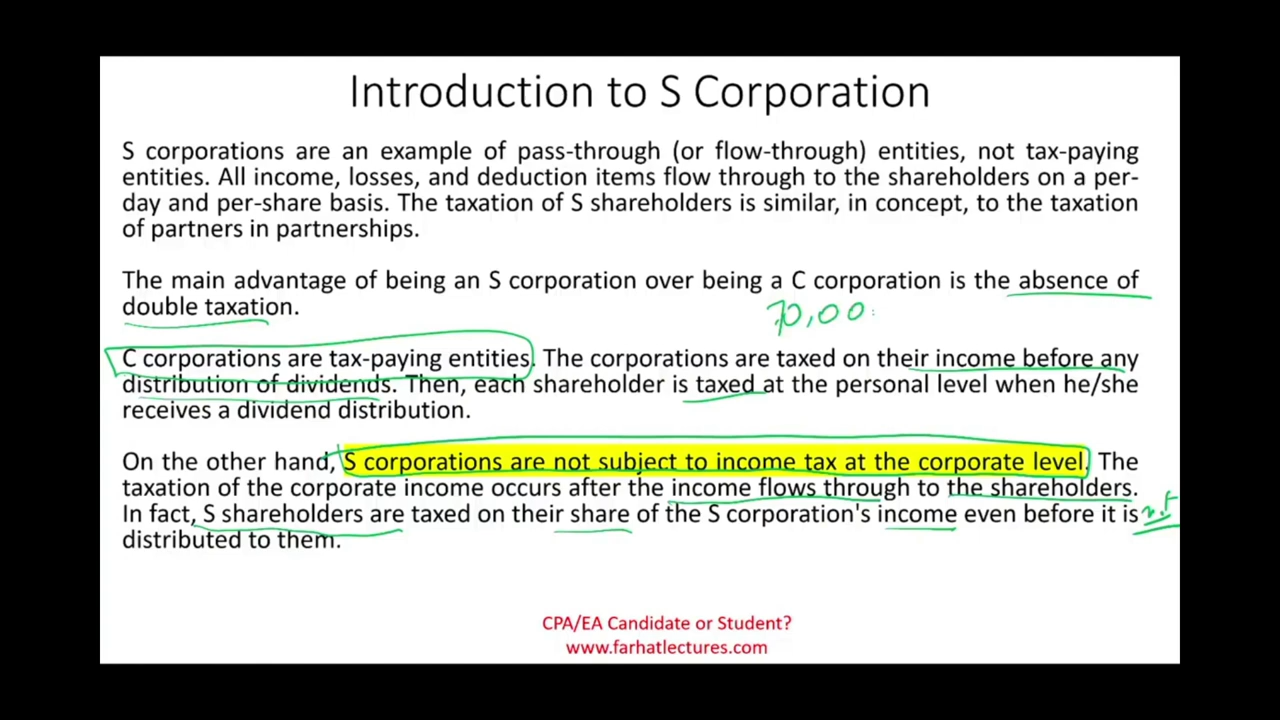 Introduction to S Corporation
S corporations are an example of pass-through (or flow-through) entities, not tax-paying
entities. All income, losses, and deduction items flow through to the shareholders on a per-
day and per-share basis. The taxation of S shareholders is similar, in concept, to the taxation
of partners in partnerships.
The main advantage of being an S corporation over being a C corporation is the absence of
double taxation.
70,00
C corporations are tax-paying entities. The corporations are taxed on their income before any
distribution of dividends. Then, each shareholder is taxed at the personal level when he/she
receives a dividend distribution.
On the other hand, S corporations are not subject to income tax at the corporate level. The
taxation of the corporate income occurs after the income flows through to the shareholders.
In fact, S shareholders are taxed on their share of the S corporation's income even before it is
distributed to them.
CPA/EA Candidate or Student?
www.farhatlectures.com